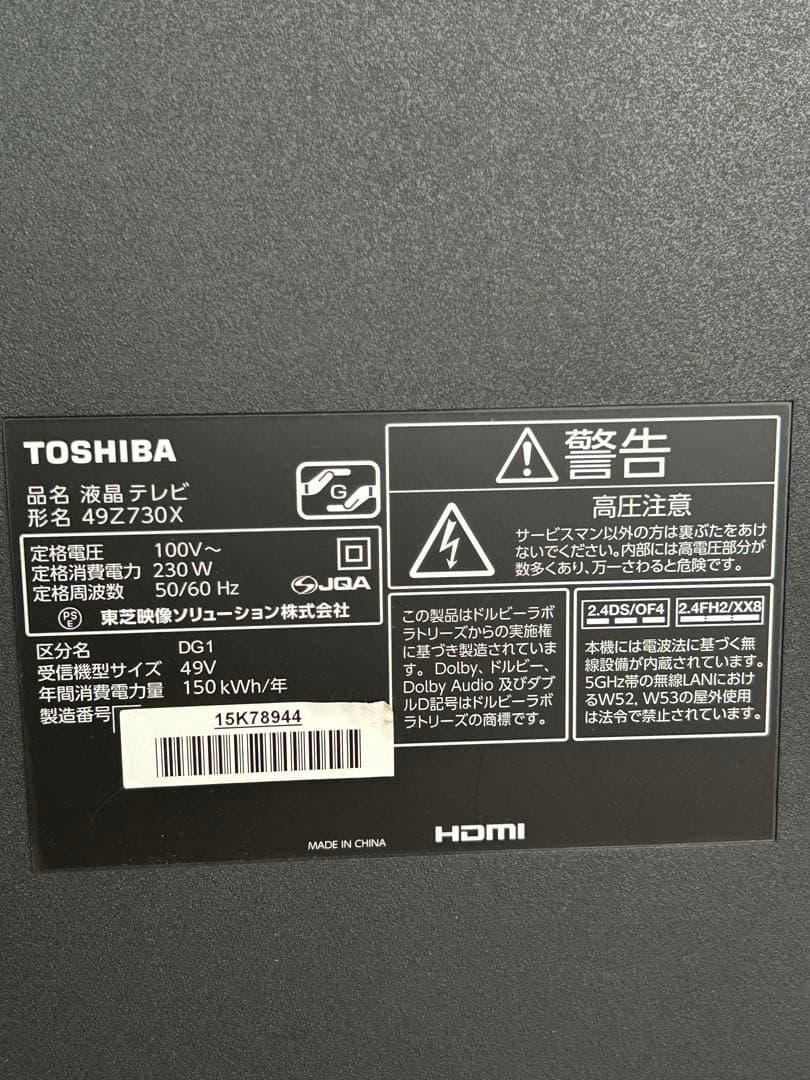 TOSHIBA
品名 液晶テレビ
形名 49Z730X
G
定格電圧 100V～
定格消費電力 230W
定格周波数 50/60 Hz
JQA
PS
E
東芝映像ソリューション株式会社
区分名 DG1
受信機型サイズ 49V
年間消費電力量 150kWh/年
製造番号
15K78944
MADE IN CHINA
警告
高圧注意
サービスマン以外の方は裏ぶたをあけ
ないでください。内部には高電圧部分が
数多くあり、万一さわると危険です。
この製品はドルビーラボ
ラトリーズからの実施権
に基づき製造されていま
す。Dolby、ドルビー、
Dolby Audio 及びダブ
ルD記号はドルビーラボ
ラトリーズの商標です。
2.4DS/OF4
2.4FH2/XX8
本機には電波法に基づく無
線設備が内蔵されています。
5GHz帯の無線LANにおけ
るW52，W53の屋外使用
は法令で禁止されています。
HDMI